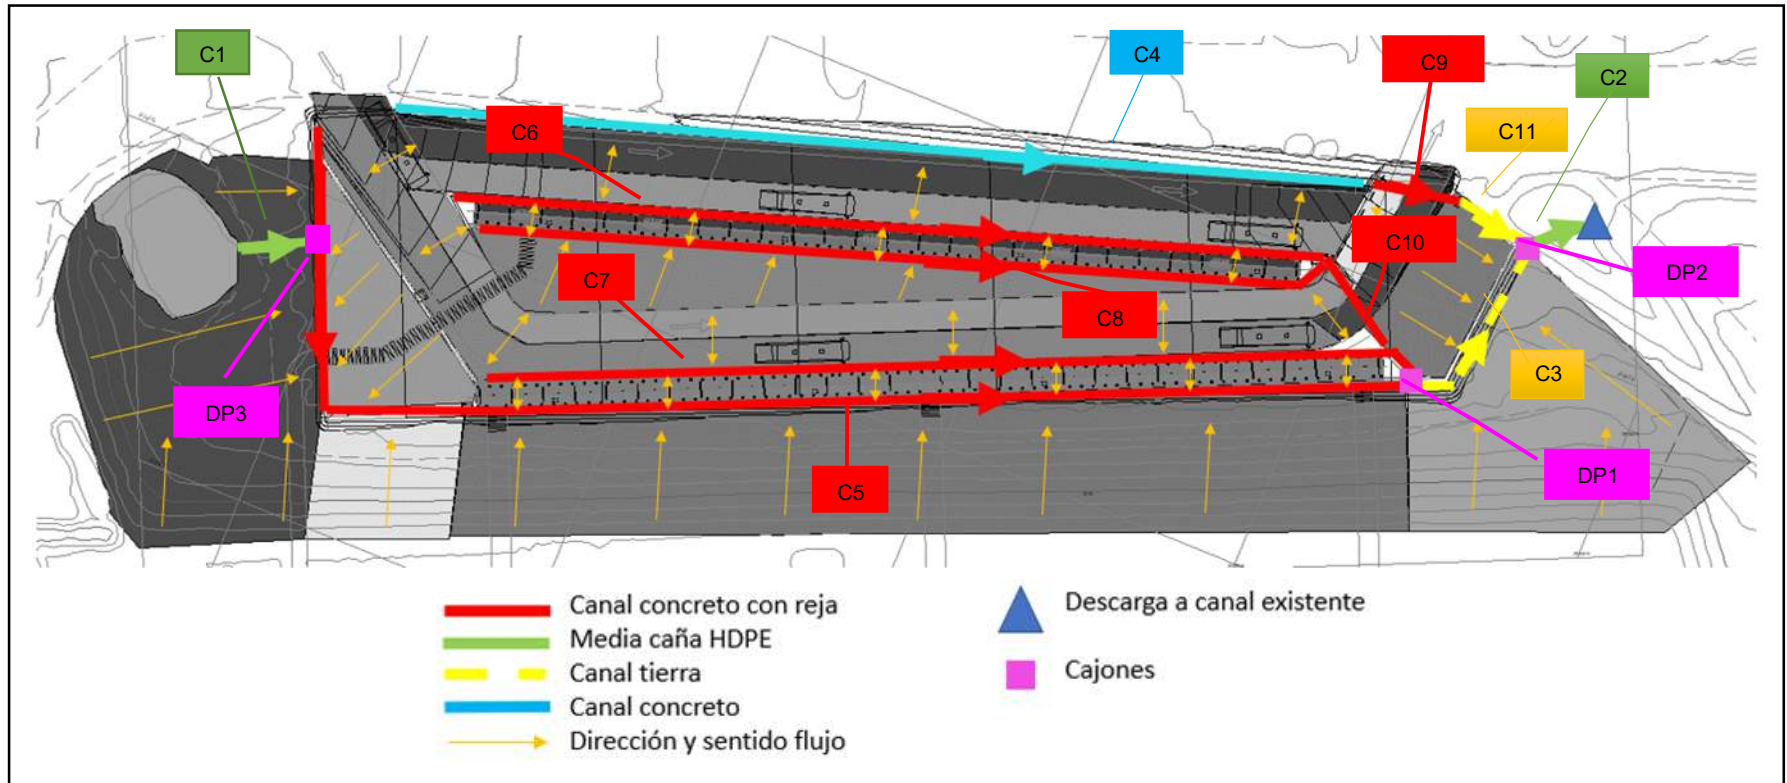 C1
C4
C9
C2
C6
C11
C10
DP2
C7
C8
C3
DP3
DP1
C5
Canal concreto con reja
Media caña HDPE
Canal tierra
Canal concreto
Dirección y sentido flujo
Descarga a canal existente
Cajones